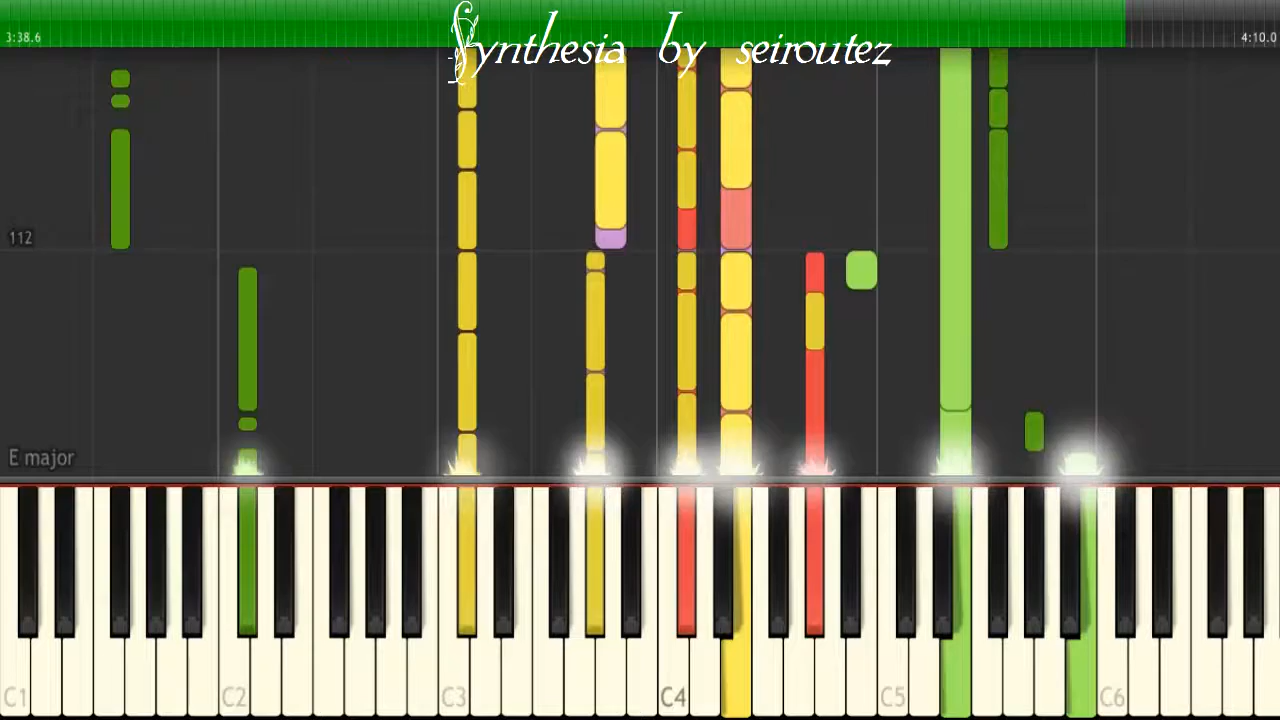 Synthesia by seiroutez
3:38.6
4:10.0
112
E major
C1
C2
C3
C4
C5
C6